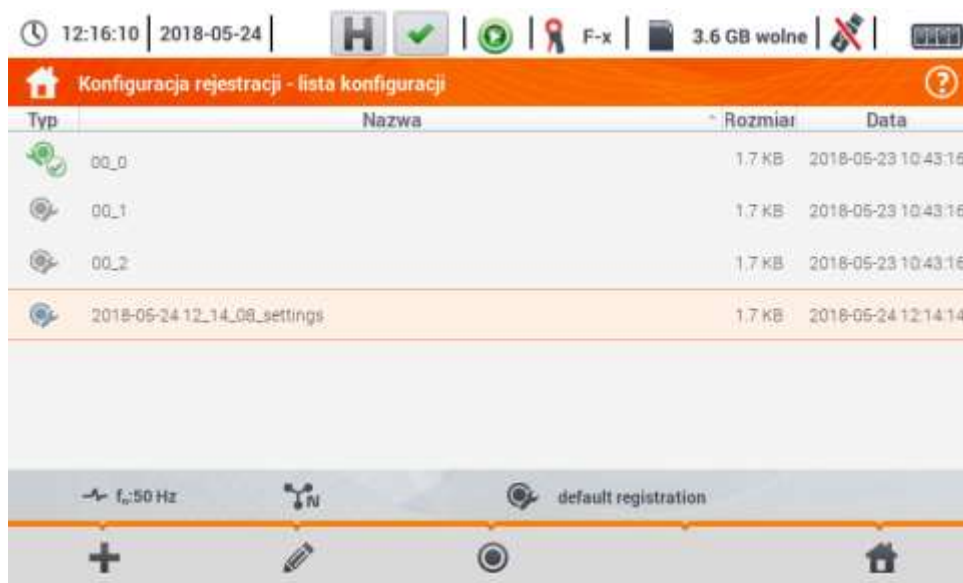 12:16:10 2018-05-24 H F-x 3.6 GB wolne
Konfiguracja rejestracji - lista konfiguracji ?
Typ Nazwa Rozmiar Data
00_0 1.7 KB 2018-05-23 10:43:16
00_1 1.7 KB 2018-05-23 10:43:16
00_2 1.7 KB 2018-05-23 10:43:16
2018-05-24 12_14_08_settings 1.7 KB 2018-05-24 12:14:14
fn:50 Hz N default registration